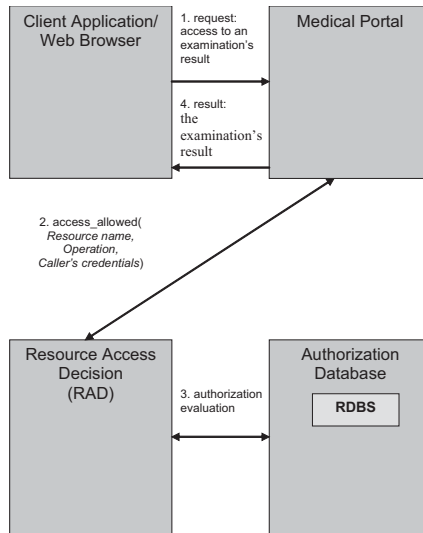 Client Application/
Web Browser
1. request:
access to an
examination's
result
Medical Portal
4. result:
the
examination's
result
2. access_allowed(
Resource name,
Operation,
Caller's credentials)
Resource Access
Decision
(RAD)
3. authorization
evaluation
Authorization
Database
RDBS